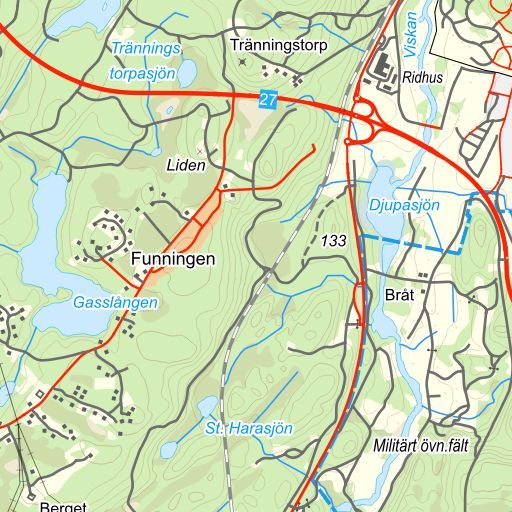 Viskan
Tränningstorp
Trännings
torpasjön
Ridhus
27
Liden
Djupasjön
133
Funningen
Bråt
Gasslången
St. Harasjön
Militärt övn.fält
Berget